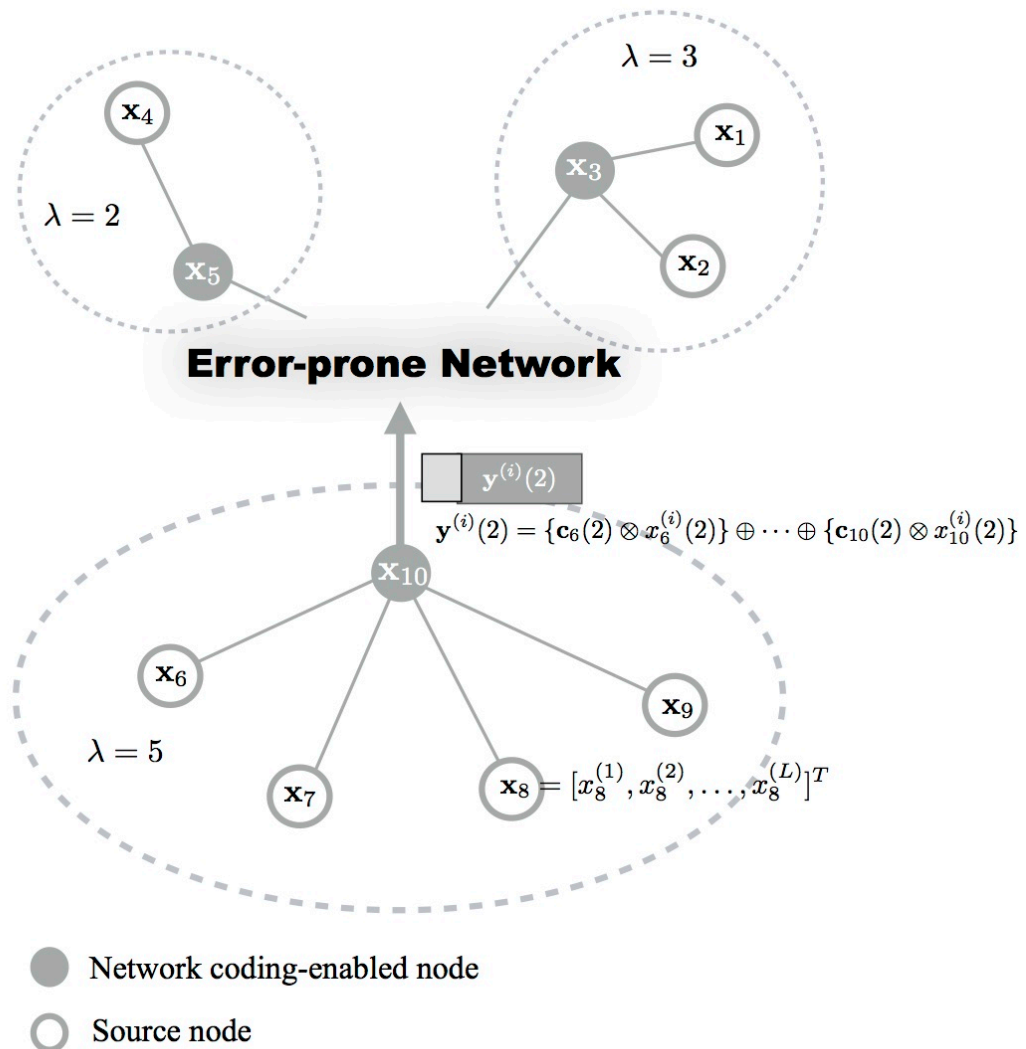 λ = 3
x₄
x₁
x₃
λ = 2
x₂
x₅
Error-prone Network
y⁽ⁱ⁾(2)
y⁽ⁱ⁾(2) = {c₆(2) ⊗ x₆⁽ⁱ⁾(2)} ⊕ ⋯ ⊕ {c₁₀(2) ⊗ x₁₀⁽ⁱ⁾(2)}
x₁₀
x₆
x₉
λ = 5
x₇
x₈ = [x₈⁽¹⁾, x₈⁽²⁾, . . . , x₈⁽ᴸ⁾]ᵀ
Network coding-enabled node
Source node